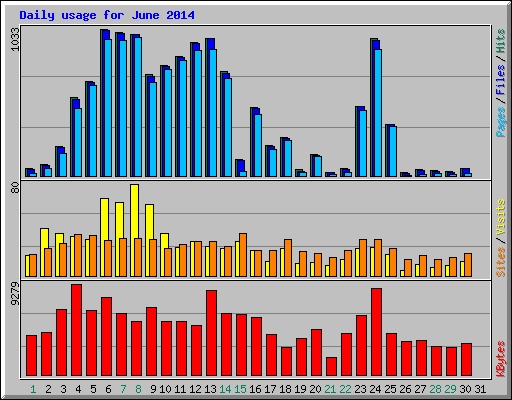 Daily usage for June 2014
1033
Pages / Files / Hits
80
Sites / Visits
9279
KBytes
1 2 3 4 5 6 7 8 9 10 11 12 13 14 15 16 17 18 19 20 21 22 23 24 25 26 27 28 29 30 31